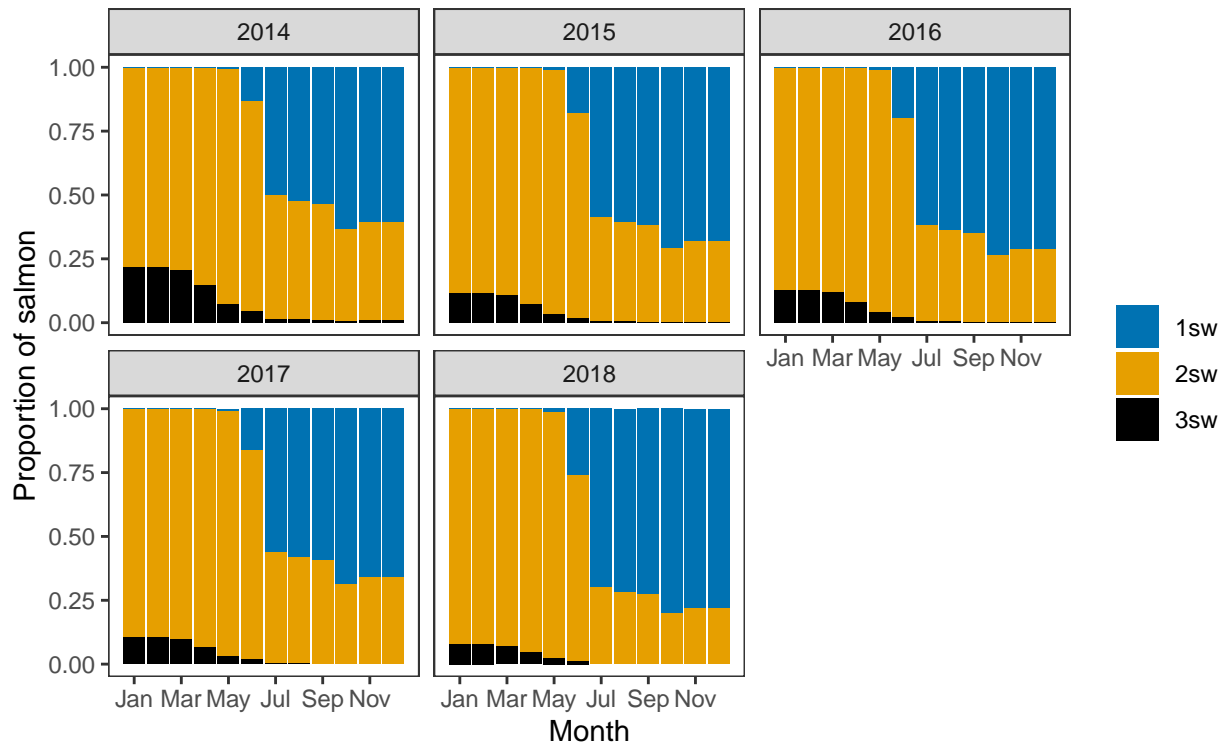 2014
2015
2016
1.00
0.75
0.50
0.25
0.00
Jan Mar May Jul Sep Nov
2017
2018
1.00
0.75
0.50
0.25
0.00
Jan Mar May Jul Sep Nov
Jan Mar May Jul Sep Nov
Proportion of salmon
Month
1sw
2sw
3sw